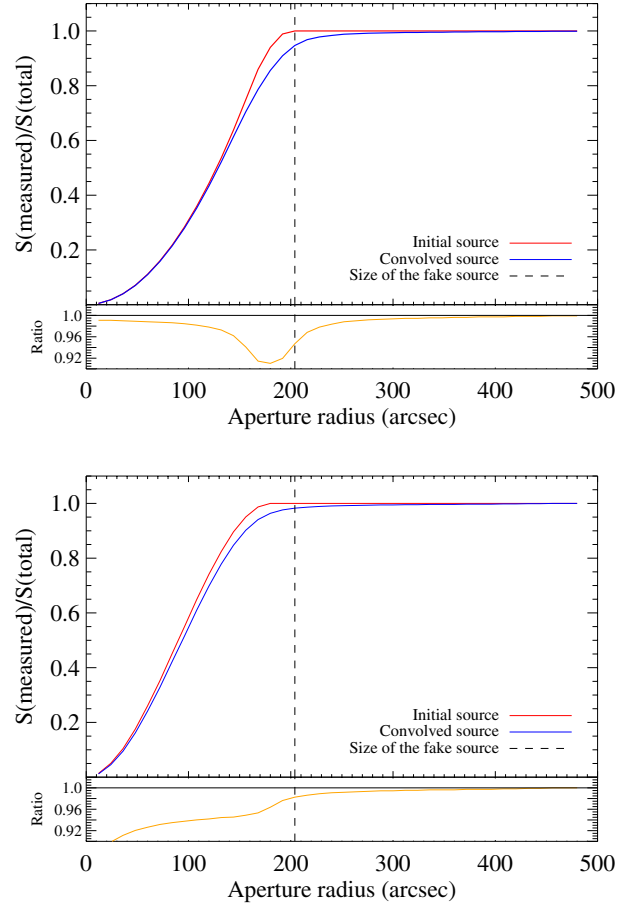 1.0
0.8
0.6
0.4
0.2
S(measured)/S(total)
Initial source
Convolved source
Size of the fake source
1.0
0.96
0.92
Ratio
0 100 200 300 400 500
Aperture radius (arcsec)
1.0
0.8
0.6
0.4
0.2
S(measured)/S(total)
Initial source
Convolved source
Size of the fake source
1.0
0.96
0.92
Ratio
0 100 200 300 400 500
Aperture radius (arcsec)